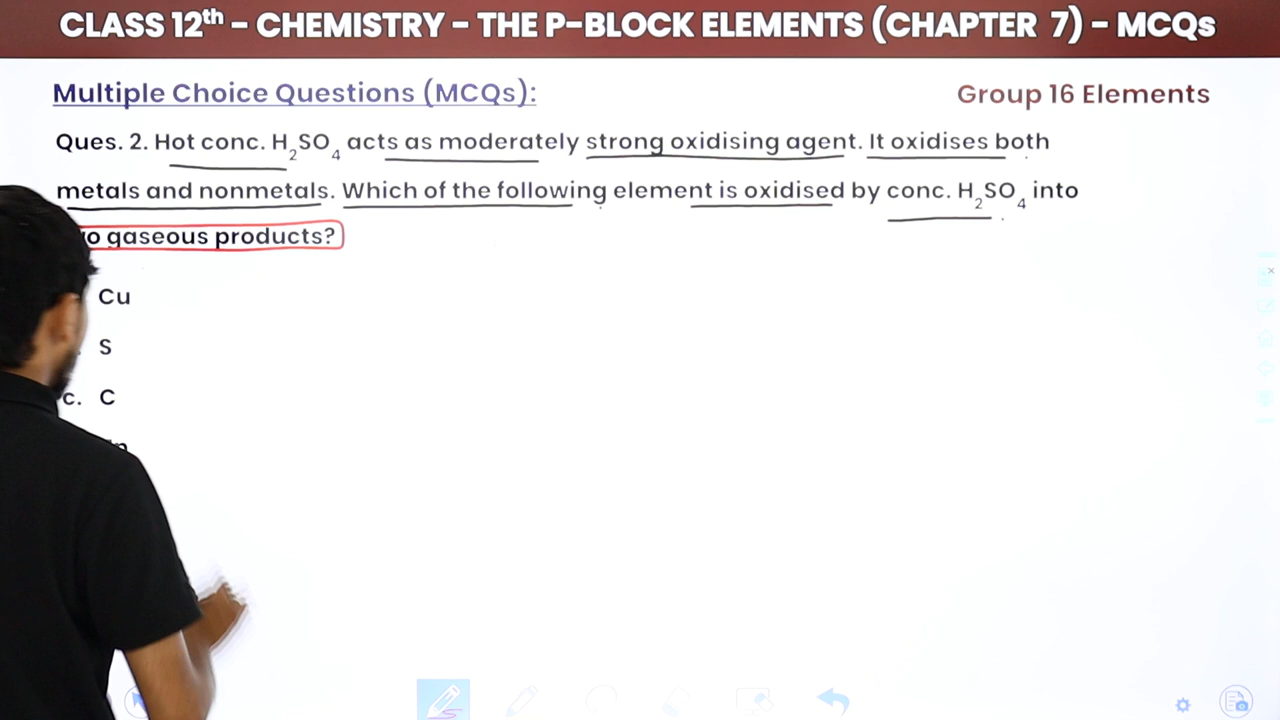 CLASS 12th - CHEMISTRY - THE P-BLOCK ELEMENTS (CHAPTER 7) - MCQs
Multiple Choice Questions (MCQs):
Group 16 Elements
Ques. 2. Hot conc. H2SO4 acts as moderately strong oxidising agent. It oxidises both
metals and nonmetals. Which of the following element is oxidised by conc. H2SO4 into
gaseous products?
Cu
S
c. C